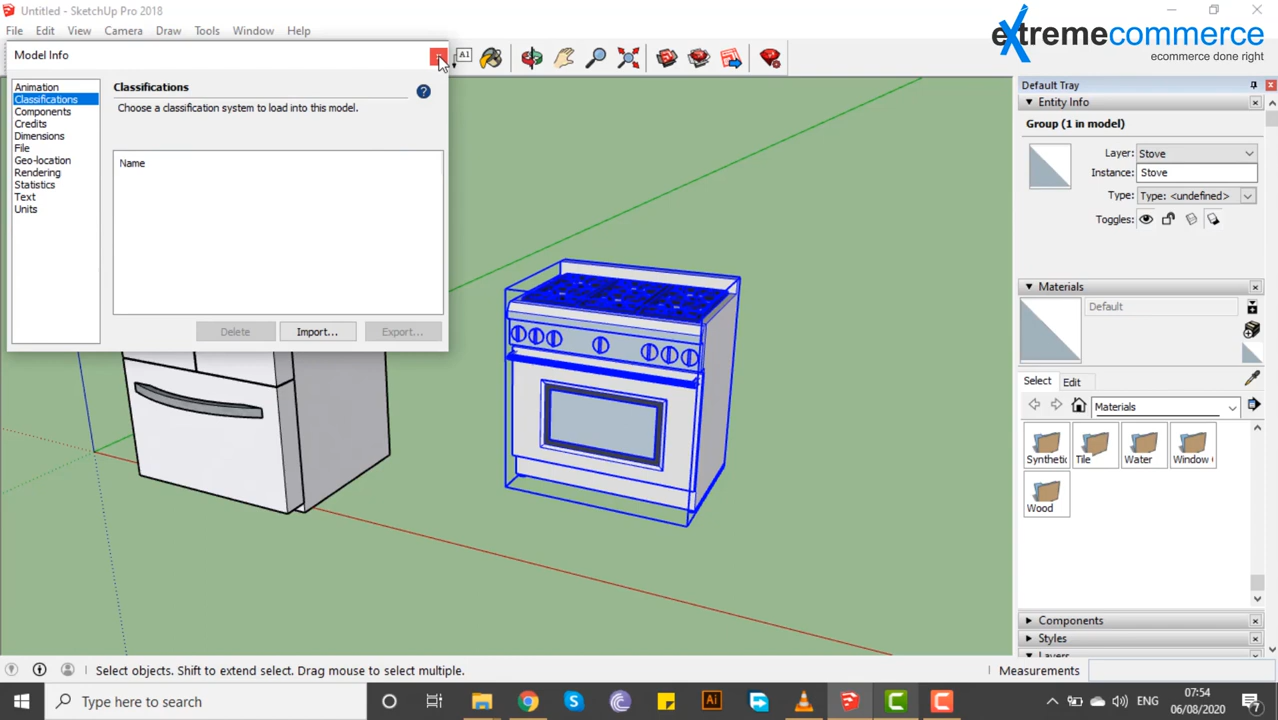 Untitled - SketchUp Pro 2018
extremecommerce
ecommerce done right
File Edit View Camera Draw Tools Window Help
Model Info
A1
Animation
Classifications
Components
Credits
Dimensions
File
Geo-location
Rendering
Statistics
Text
Units
Classifications
?
Choose a classification system to load into this model.
Name
Delete Import... Export...
Default Tray
Entity Info
Group (1 in model)
Layer: Stove
Instance: Stove
Type: Type: <undefined>
Toggles:
Materials
Default
Select Edit
Materials
Synthetic Tile Water Window
Wood
Components
Styles
Layers
Select objects. Shift to extend select. Drag mouse to select multiple.
Measurements
Type here to search
Ai
ENG
07:54
06/08/2020
7